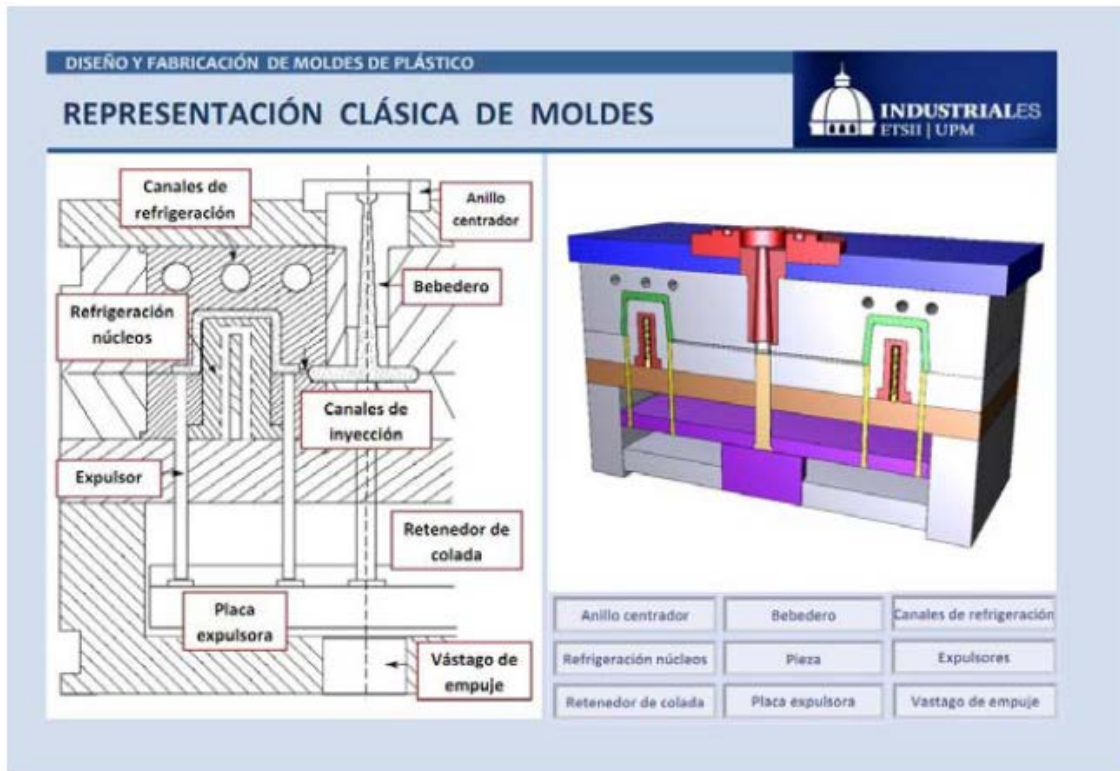 DISEÑO Y FABRICACIÓN DE MOLDES DE PLÁSTICO
REPRESENTACIÓN CLÁSICA DE MOLDES
INDUSTRIALES
ETSII | UPM
Canales de
refrigeración
Anillo
centrador
Bebedero
Refrigeración
núcleos
Canales de
inyección
Expulsor
Retenedor de
colada
Placa
expulsora
Vástago de
empuje
Anillo centrador
Bebedero
Canales de refrigeración
Refrigeración núcleos
Pieza
Expulsores
Retenedor de colada
Placa expulsora
Vastago de empuje